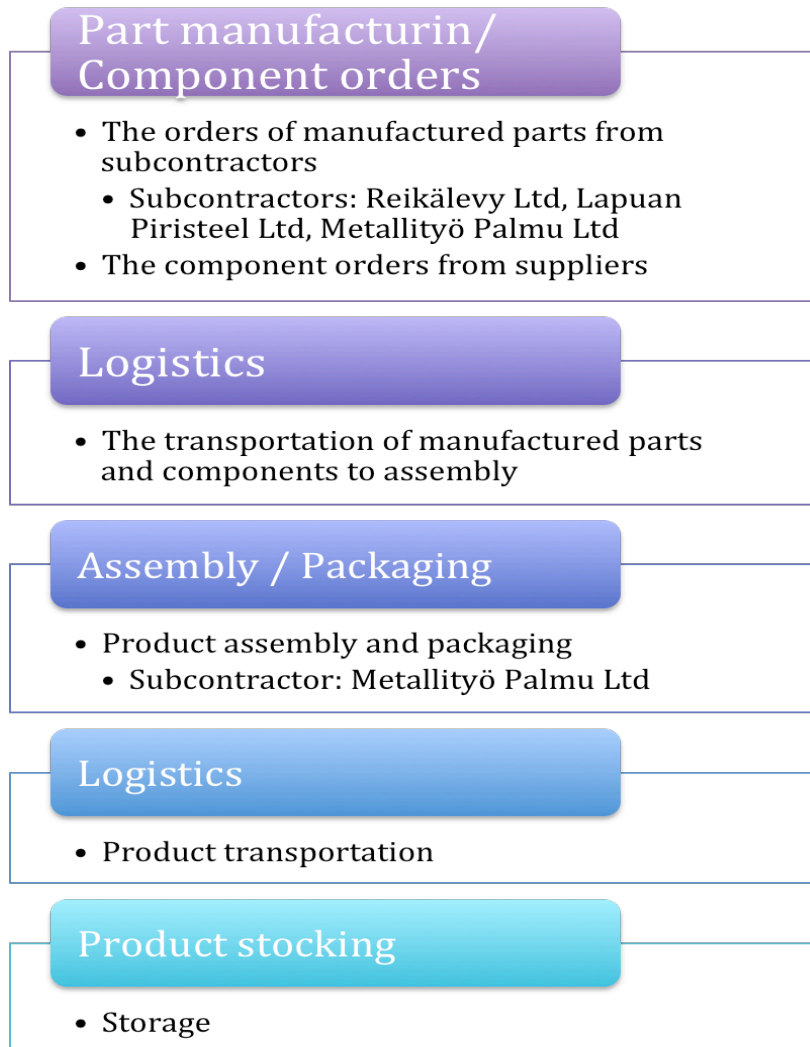 Part manufacturin/
Component orders
• The orders of manufactured parts from
subcontractors
• Subcontractors: Reikälevy Ltd, Lapuan
Piristeel Ltd, Metallityö Palmu Ltd
• The component orders from suppliers
Logistics
• The transportation of manufactured parts
and components to assembly
Assembly / Packaging
• Product assembly and packaging
• Subcontractor: Metallityö Palmu Ltd
Logistics
• Product transportation
Product stocking
• Storage